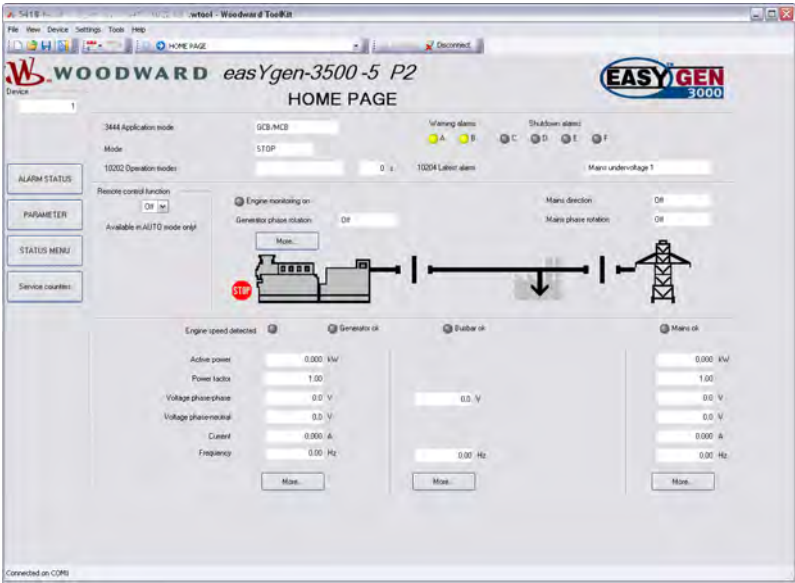 5418 .wtool - Woodward ToolKit
File View Device Settings Tools Help
HOME PAGE Disconnect
WOODWARD easYgen-3500 -5 P2
EASYGEN 3000
HOME PAGE
Device
1
3444 Application mode GCB/MCB
Warning alarms Shutdown alarms
A B C D E F
Mode STOP
10202 Operation modes 0 s 10204 Latest alarm Mains undervoltage 1
ALARM STATUS
PARAMETER
STATUS MENU
Service counters
Remote control function
Off
Available in AUTO mode only!
Engine monitoring on
Generator phase rotation Off
More...
Mains direction Off
Mains phase rotation Off
STOP
Engine speed detected Generator ok Busbar ok Mains ok
Active power 0.000 kW 0.000 kW
Power factor 1.00 1.00
Voltage phase-phase 0.0 V 0.0 V 0.0 V
Voltage phase-neutral 0.0 V 0.0 V
Current 0.000 A 0.000 A
Frequency 0.00 Hz 0.00 Hz 0.00 Hz
More... More... More...
Connected on COM8